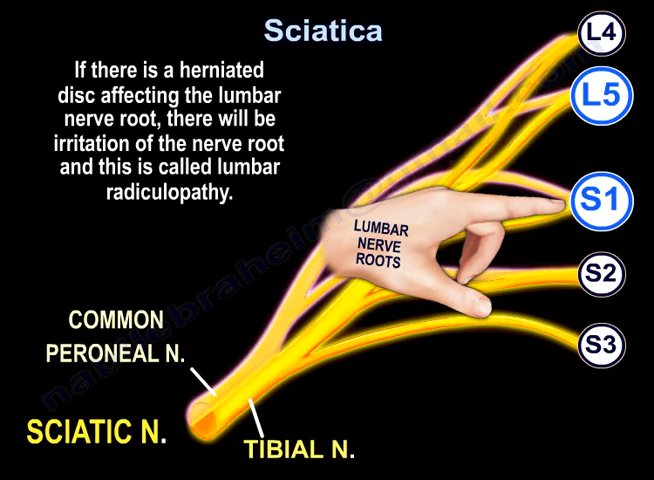 Sciatica
If there is a herniated
disc affecting the lumbar
nerve root, there will be
irritation of the nerve root
and this is called lumbar
radiculopathy.
L4
L5
S1
LUMBAR
NERVE
ROOTS
S2
S3
COMMON
PERONEAL N.
SCIATIC N.
TIBIAL N.